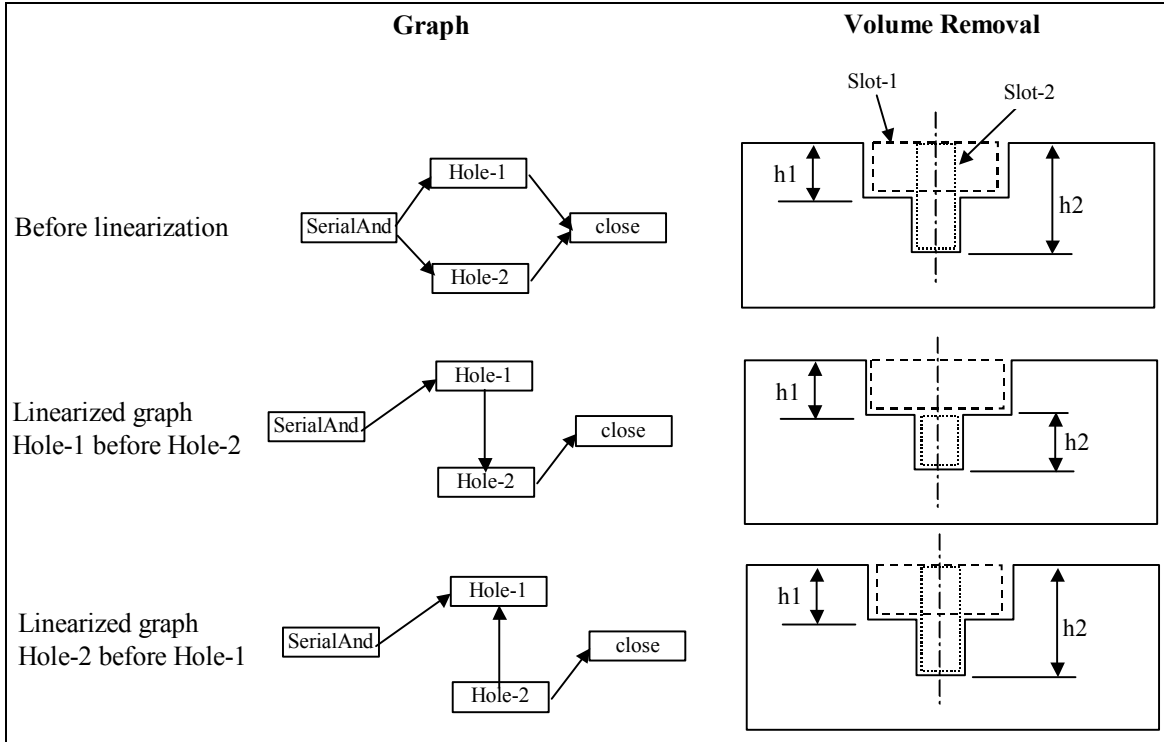 Graph
Volume Removal
Slot-1
Slot-2
Before linearization
SerialAnd
Hole-1
Hole-2
close
h1
h2
Linearized graph
Hole-1 before Hole-2
SerialAnd
Hole-1
Hole-2
close
h1
h2
Linearized graph
Hole-2 before Hole-1
SerialAnd
Hole-1
Hole-2
close
h1
h2